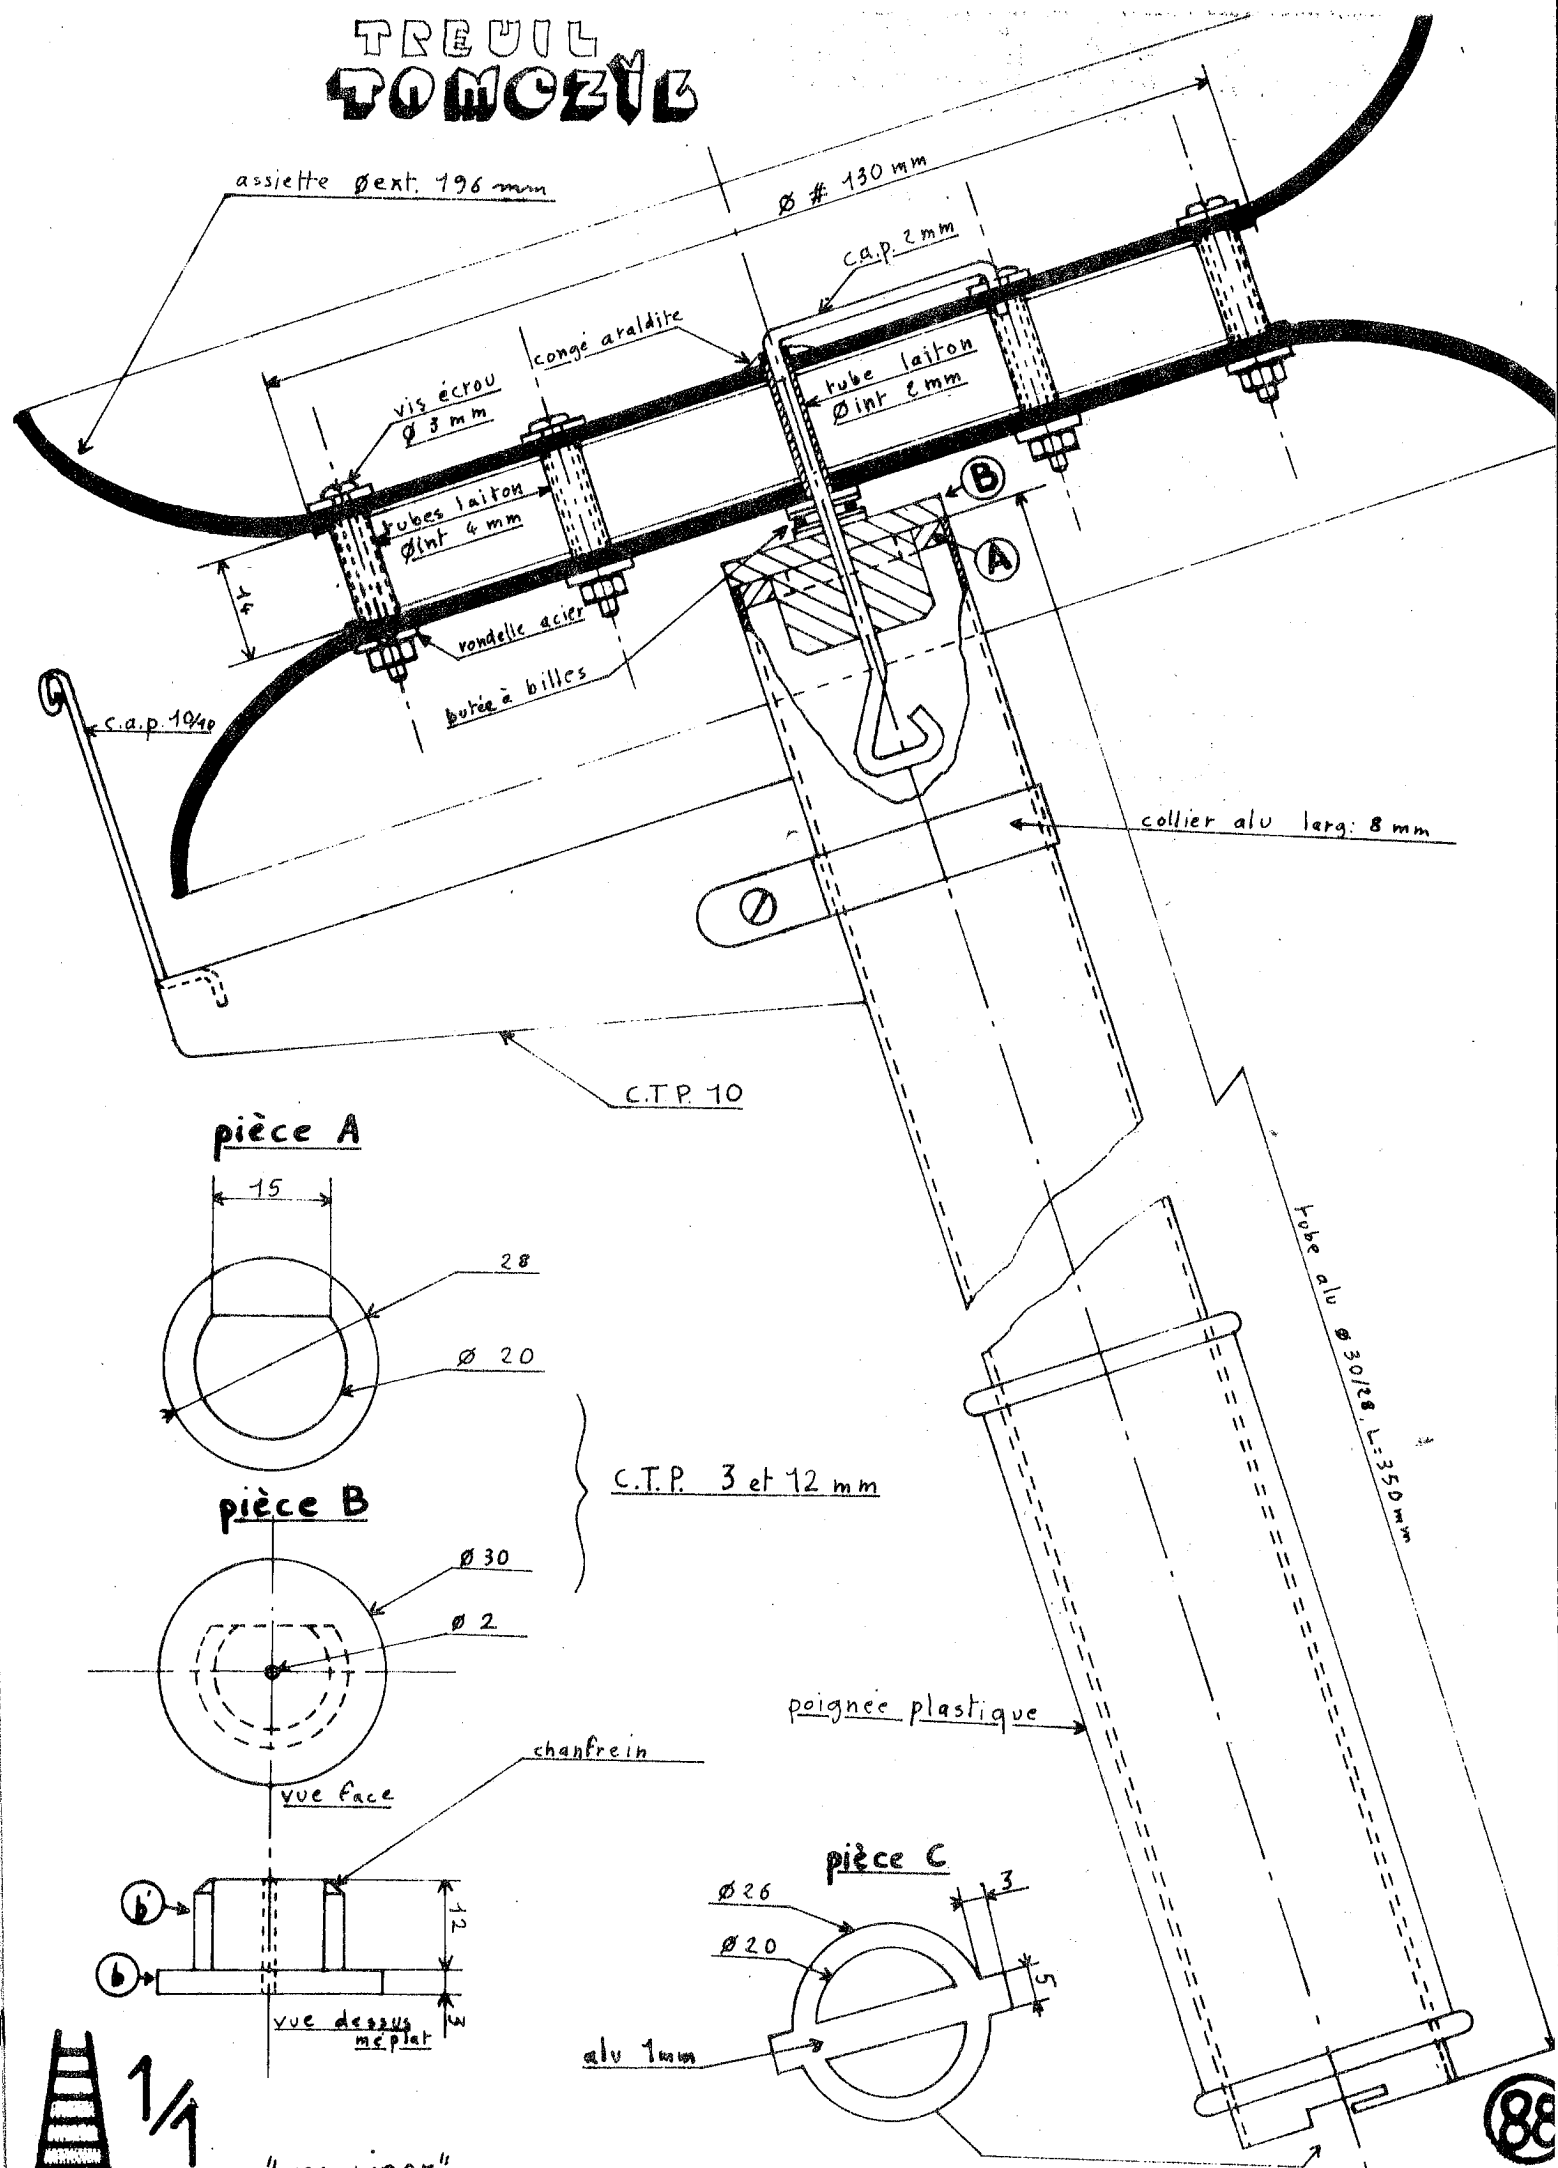 TREUIL
TOMCZYL
assiette Øext. 196 mm
Ø # 130 mm
c.a.p. 2 mm
congé araldite
vis écrou
Ø 3 mm
tube laiton
Øint 2 mm
tubes laiton
Øint 4 mm
B
A
14
rondelle acier
butée à billes
c.a.p. 10/10
collier alu larg: 8 mm
C.T.P. 10
pièce A
15
28
Ø 20
tube alu Ø 30/28, L=350 mm
C.T.P. 3 et 12 mm
pièce B
Ø 30
Ø 2
poignée plastique
chanfrein
vue face
pièce C
b'
12
Ø 26
3
Ø 20
5
b
3
vue dessus
méplat
alu 1mm
1/1
88